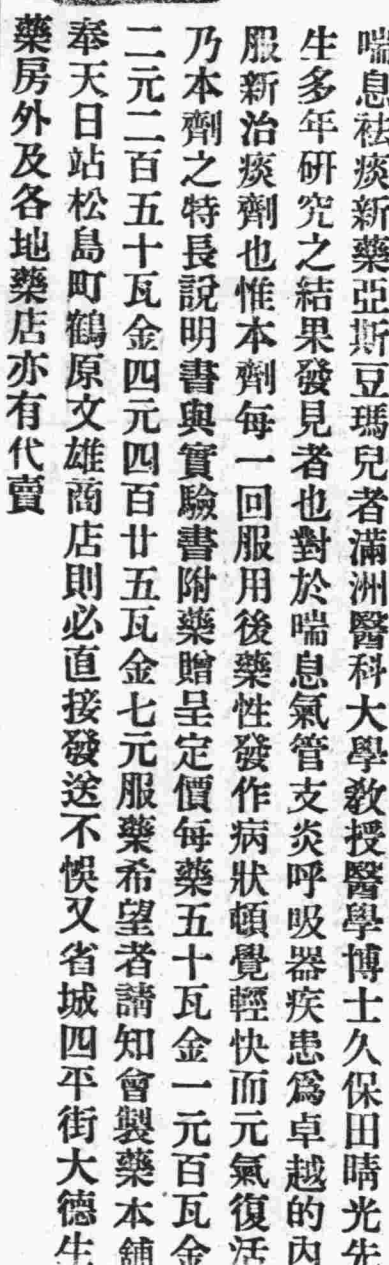 喘息祛痰新藥亞斯豆瑪兒者滿洲醫科大學敎授醫學博士久保田晴光先
生多年研究之結果發見者也對於喘息氣管支炎呼吸器疾患爲卓越的內
服新治痰劑也惟本劑每一回服用後藥性發作病狀頓覺輕快而元氣復活
乃本劑之特長說明書與實驗書附藥贈呈定價每藥五十瓦金一元百瓦金
二元二百五十瓦金四元四百廿五瓦金七元服藥希望者請知會製藥本舖
奉天日站松島町鶴原文雄商店則必直接發送不悞又省城四平街大德生
藥房外及各地藥店亦有代賣